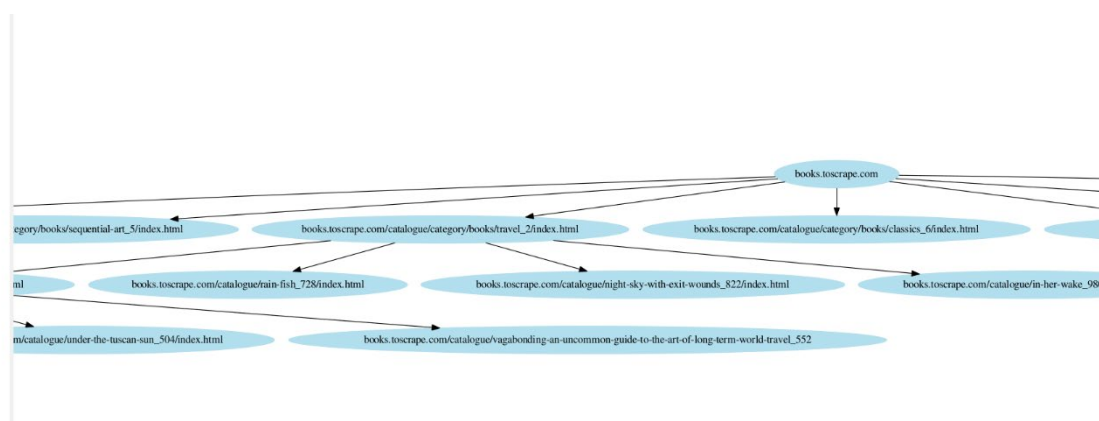 books.toscrape.com
egory/books/sequential-art_5/index.html
books.toscrape.com/catalogue/category/books/travel_2/index.html
books.toscrape.com/catalogue/category/books/classics_6/index.html
ml
books.toscrape.com/catalogue/rain-fish_728/index.html
books.toscrape.com/catalogue/night-sky-with-exit-wounds_822/index.html
books.toscrape.com/catalogue/in-her-wake_980
m/catalogue/under-the-tuscan-sun_504/index.html
books.toscrape.com/catalogue/vagabonding-an-uncommon-guide-to-the-art-of-long-term-world-travel_552